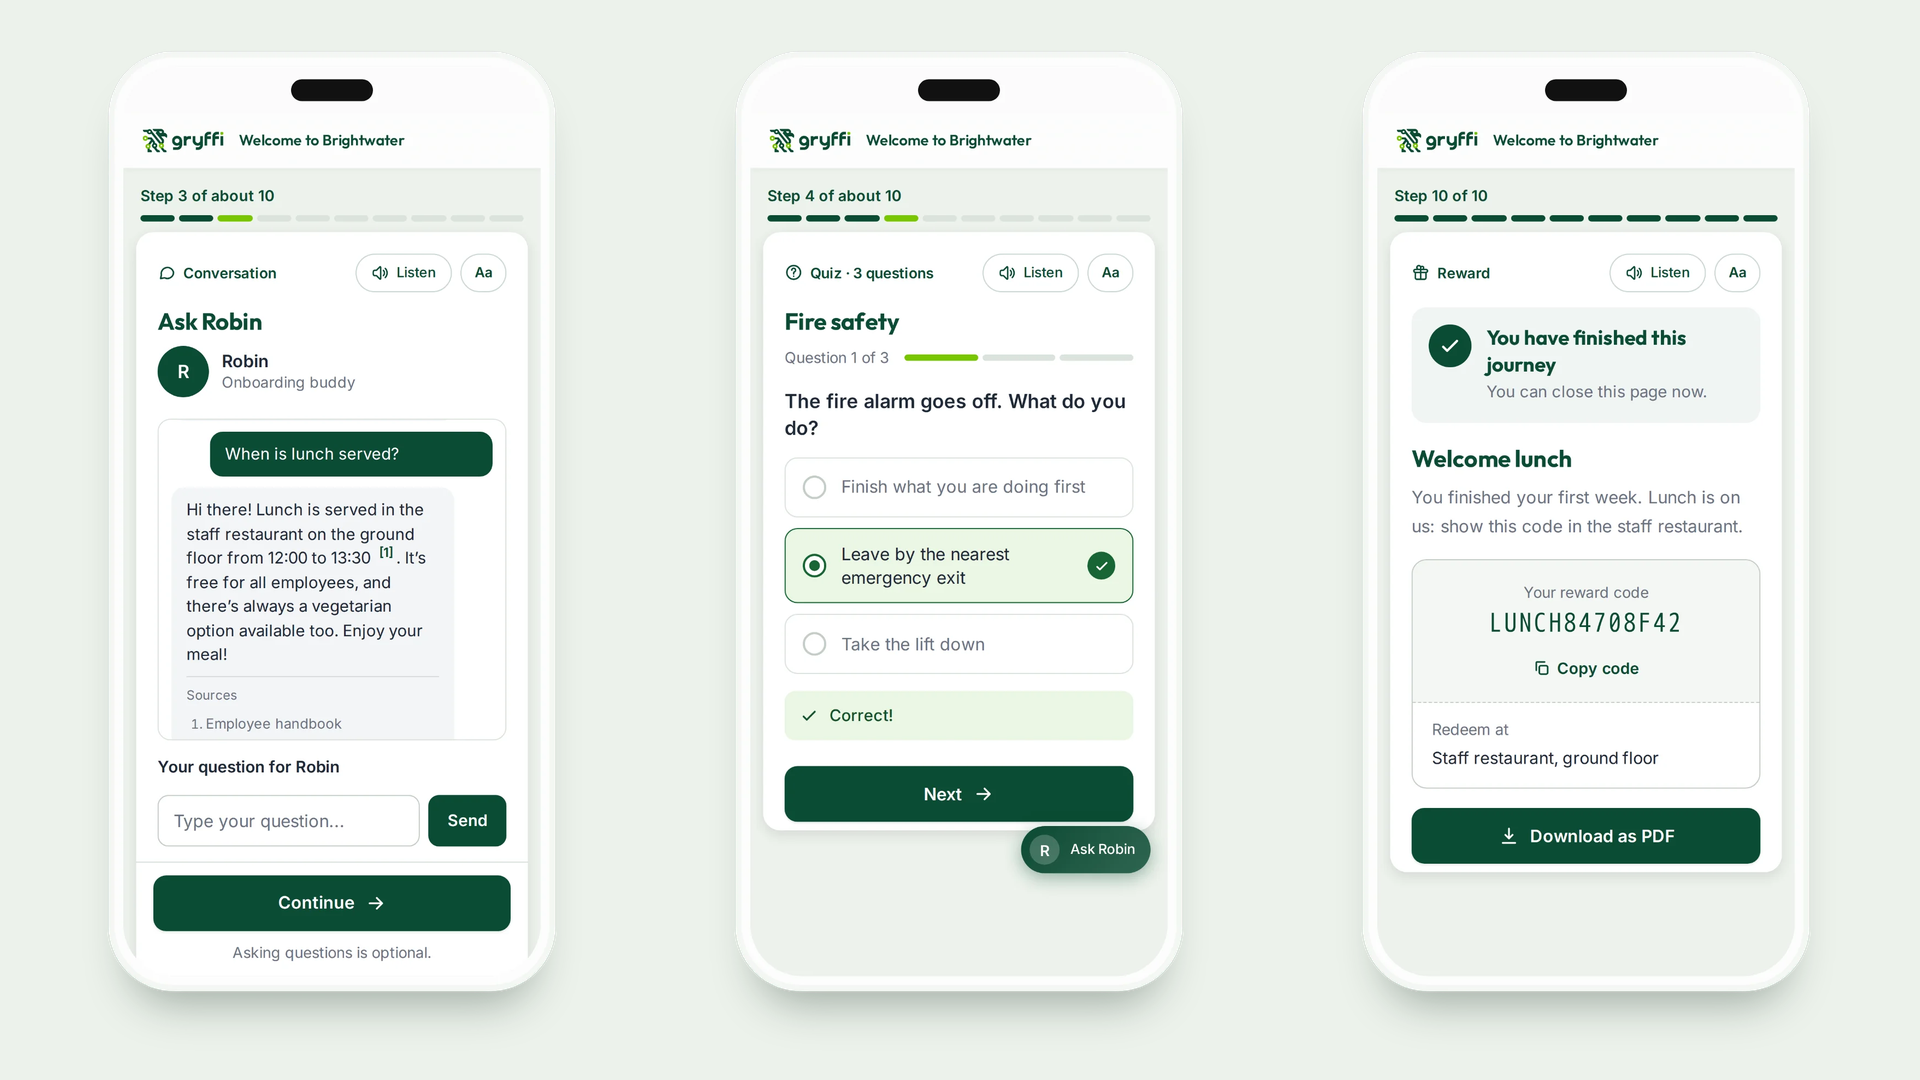 gryffi Welcome to Brightwater
Step 3 of about 10
Conversation
Listen
Aa
Ask Robin
R
Robin
Onboarding buddy
When is lunch served?
Hi there! Lunch is served in the
staff restaurant on the ground
floor from 12:00 to 13:30 [1] . It’s
free for all employees, and
there’s always a vegetarian
option available too. Enjoy your
meal!
Sources
1. Employee handbook
Your question for Robin
Type your question...
Send
Continue
Asking questions is optional.
gryffi Welcome to Brightwater
Step 4 of about 10
Quiz · 3 questions
Listen
Aa
Fire safety
Question 1 of 3
The fire alarm goes off. What do you
do?
Finish what you are doing first
Leave by the nearest
emergency exit
Take the lift down
Correct!
Next
R Ask Robin
gryffi Welcome to Brightwater
Step 10 of 10
Reward
Listen
Aa
You have finished this
journey
You can close this page now.
Welcome lunch
You finished your first week. Lunch is on
us: show this code in the staff restaurant.
Your reward code
LUNCH84708F42
Copy code
Redeem at
Staff restaurant, ground floor
Download as PDF